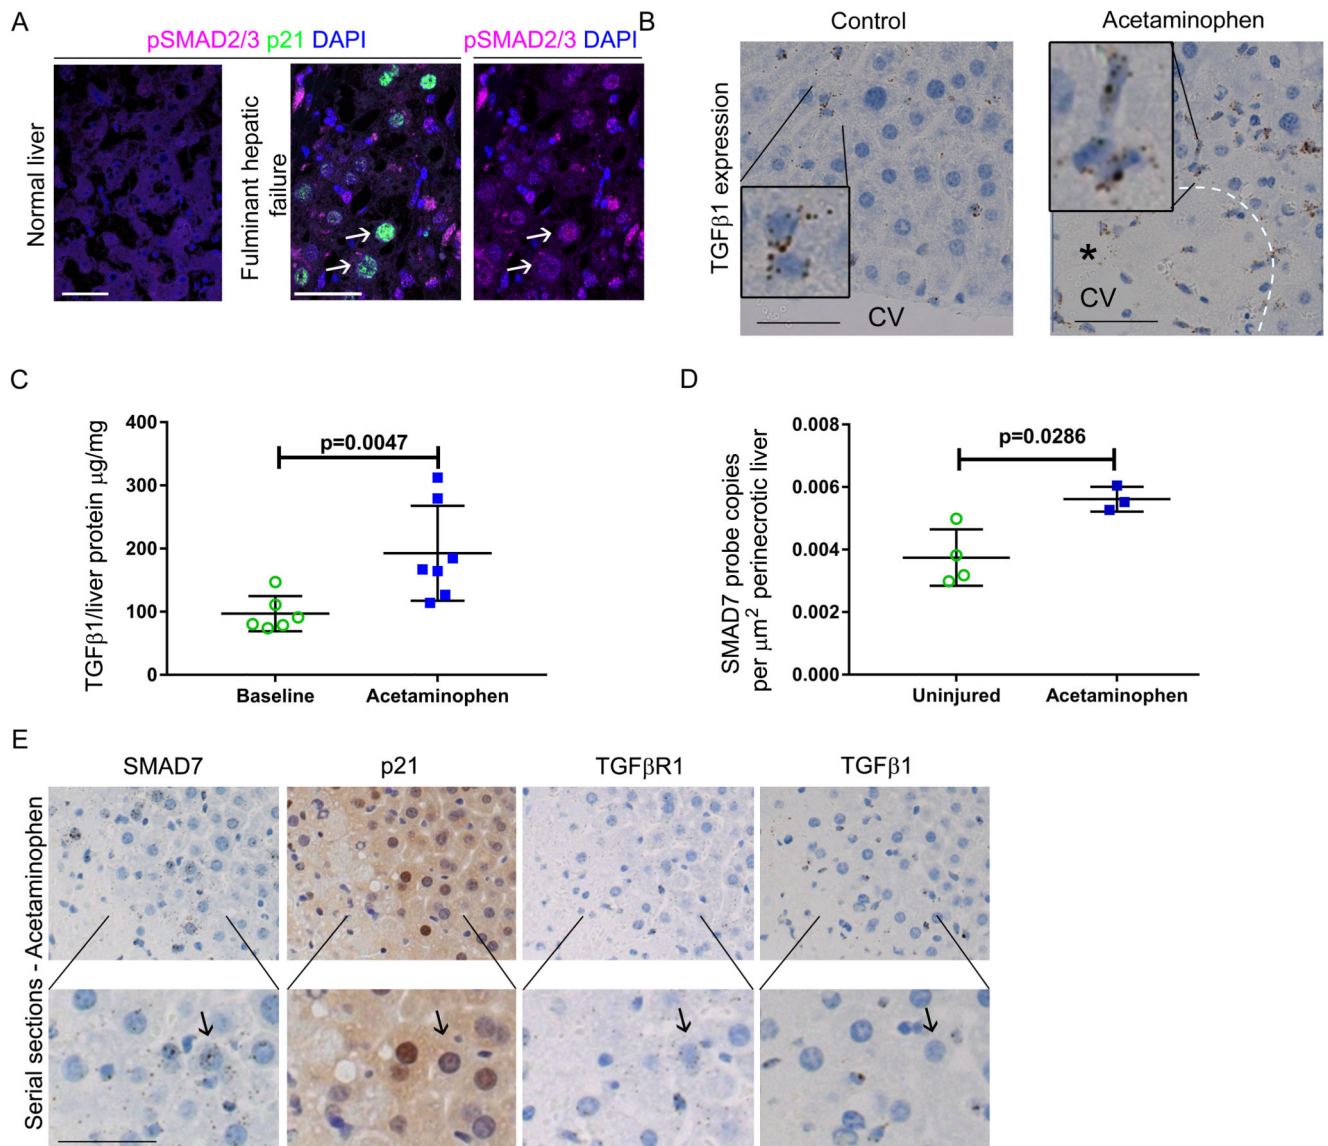 A
pSMAD2/3 p21 DAPI
pSMAD2/3 DAPI
Normal liver
Fulminant hepatic
failure
B
Control
Acetaminophen
TGFβ1 expression
CV
*
CV
C
TGFβ1/liver protein μg/mg
400
300
200
100
0
p=0.0047
Baseline
Acetaminophen
D
SMAD7 probe copies
per μm² perinecrotic liver
0.008
0.006
0.004
0.002
0.000
p=0.0286
Uninjured
Acetaminophen
E
Serial sections - Acetaminophen
SMAD7
p21
TGFβR1
TGFβ1